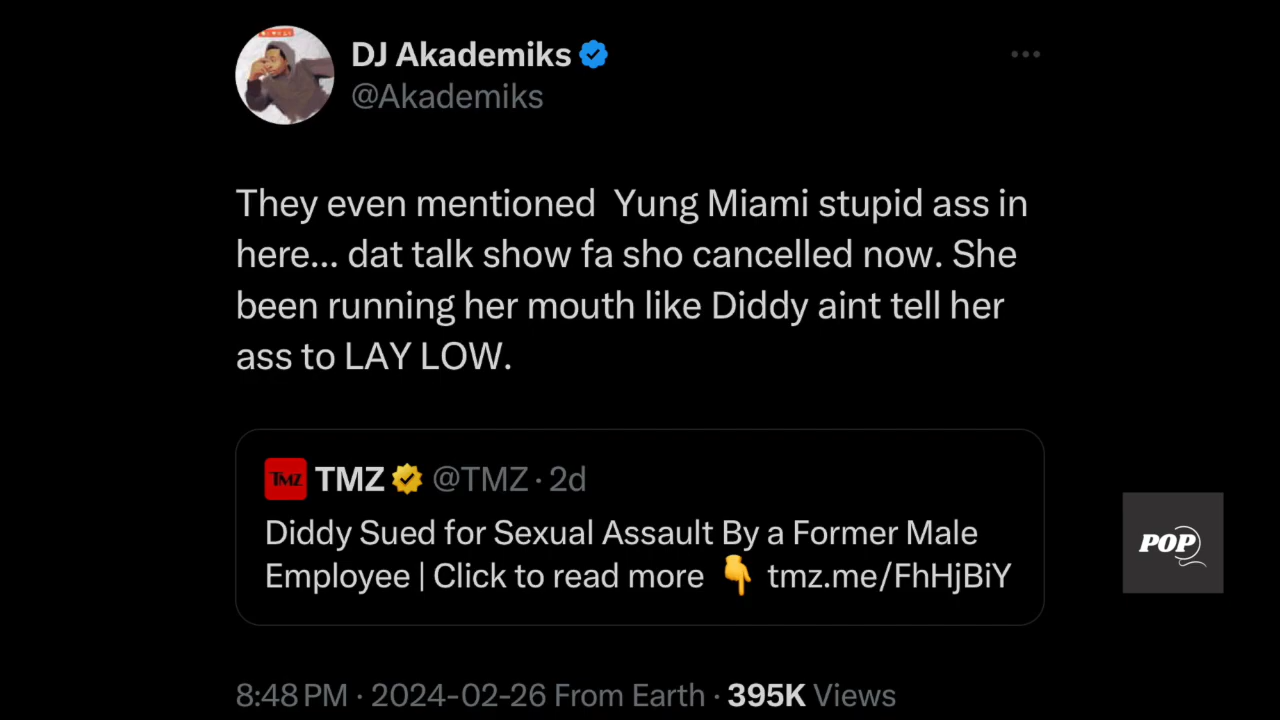 DJ Akademiks
@Akademiks
They even mentioned  Yung Miami stupid ass in
here... dat talk show fa sho cancelled now. She
been running her mouth like Diddy aint tell her
ass to LAY LOW.
TMZ
TMZ @TMZ · 2d
Diddy Sued for Sexual Assault By a Former Male
Employee | Click to read more 👇 tmz.me/FhHjBiY
POP
8:48 PM · 2024-02-26 From Earth · 395K Views